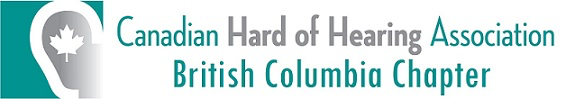 Canadian Hard of Hearing Association
British Columbia Chapter